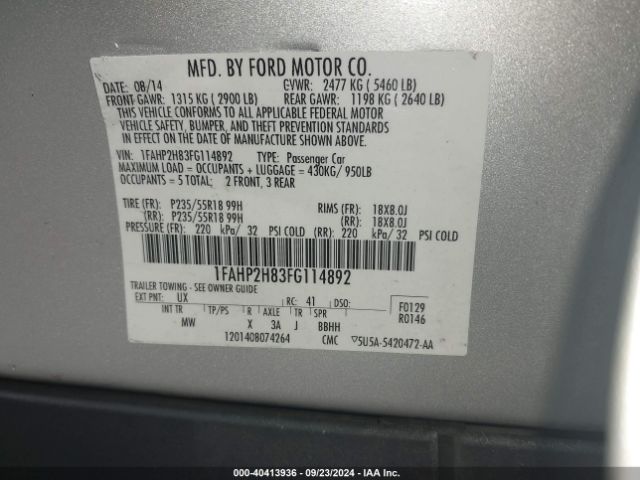 MFD. BY FORD MOTOR CO.
DATE: 08/14 GVWR: 2477 KG ( 5460 LB)
FRONT GAWR: 1315 KG ( 2900 LB) REAR GAWR: 1198 KG ( 2640 LB)
THIS VEHICLE CONFORMS TO ALL APPLICABLE FEDERAL MOTOR
VEHICLE SAFETY, BUMPER, AND THEFT PREVENTION STANDARDS
IN EFFECT ON THE DATE OF MANUFACTURE SHOWN ABOVE.
VIN: 1FAHP2H83FG114892 TYPE: Passenger Car
MAXIMUM LOAD = OCCUPANTS + LUGGAGE = 430KG/ 950LB
OCCUPANTS = 5 TOTAL; 2 FRONT, 3 REAR
TIRE (FR): P235/55R18 99H RIMS (FR): 18X8.0J
(RR): P235/55R18 99H (RR): 18X8.0J
PRESSURE (FR): 220 kPa/ 32 PSI COLD (RR): 220 kPa/ 32 PSI COLD
1FAHP2H83FG114892
TRAILER TOWING - SEE OWNER GUIDE
EXT PNT: UX RC: 41 DSO: F0129
INT TR TP/PS R AXLE TR SPR R0146
MW X 3A J BBHH
1201408074264 CMC ▽5U5A-5420472-AA
000-40413936 - 09/23/2024 - IAA Inc.